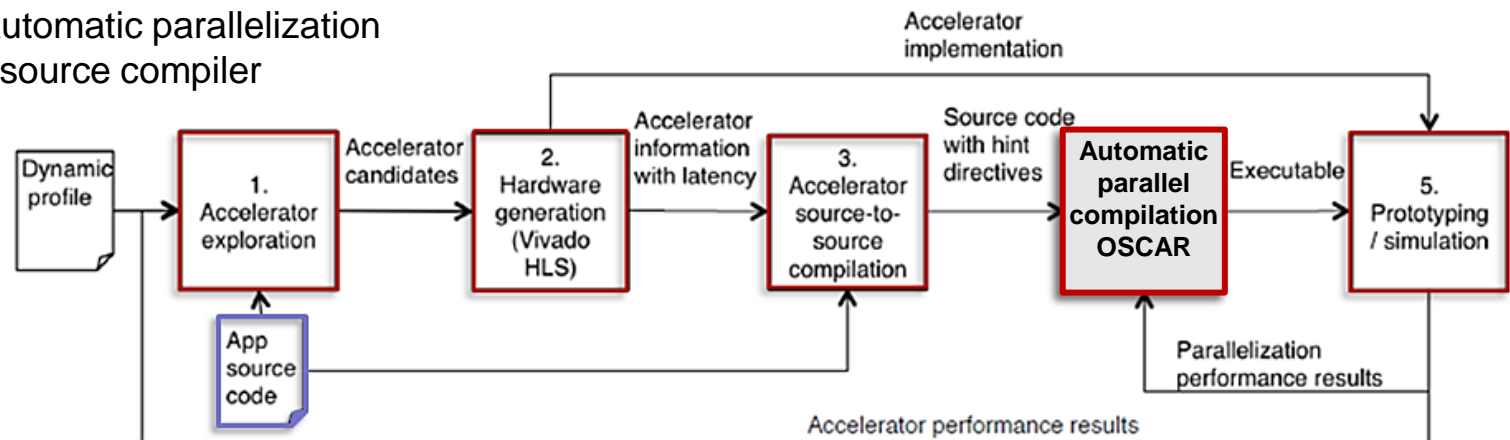 utomatic parallelization
source compiler
Accelerator
implementation
Dynamic
profile
1.
Accelerator
exploration
Accelerator
candidates
2.
Hardware
generation
(Vivado
HLS)
Accelerator
information
with latency
3.
Accelerator
source-to-
source
compilation
Source code
with hint
directives
Automatic
parallel
compilation
OSCAR
Executable
5.
Prototyping
/ simulation
App
source
code
Parallelization
performance results
Accelerator performance results